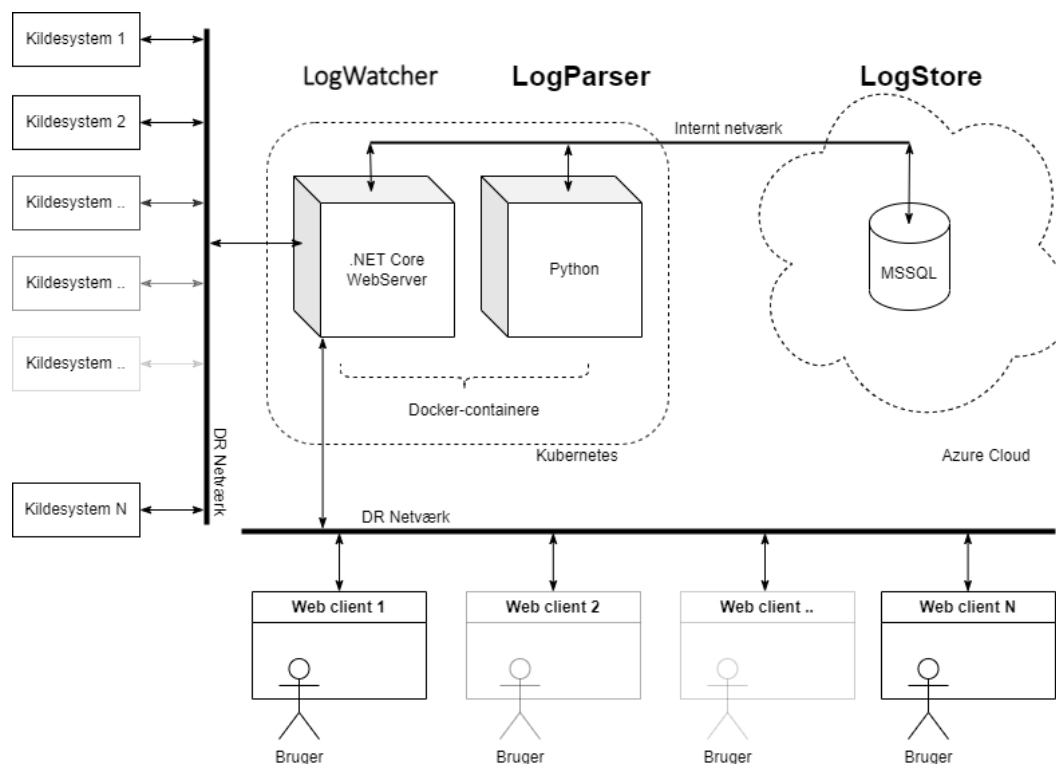 Kildesystem 1
Kildesystem 2
Kildesystem ..
Kildesystem ..
Kildesystem ..
Kildesystem N
DR Netværk
LogWatcher
LogParser
LogStore
Internt netværk
.NET Core
WebServer
Python
MSSQL
Docker-containere
Kubernetes
Azure Cloud
DR Netværk
Web client 1
Web client 2
Web client ..
Web client N
Bruger
Bruger
Bruger
Bruger